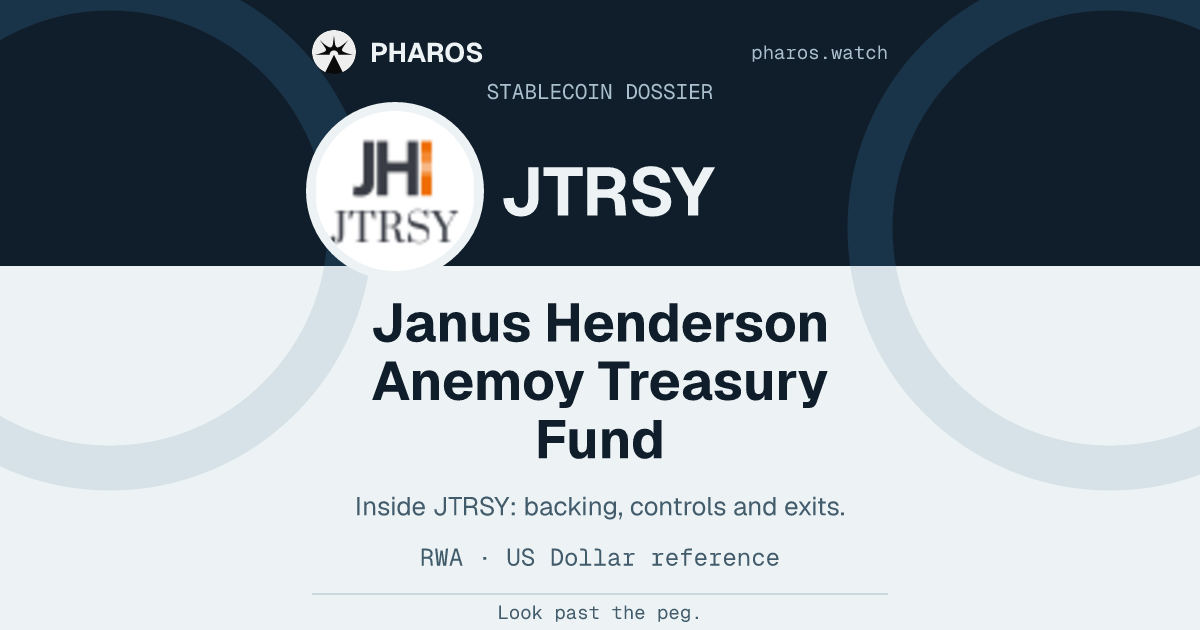 PHAROS
pharos.watch
STABLECOIN DOSSIER
JH
JTRSY
JTRSY
Janus Henderson
Anemoy Treasury
Fund
Inside JTRSY: backing, controls and exits.
RWA · US Dollar reference
Look past the peg.